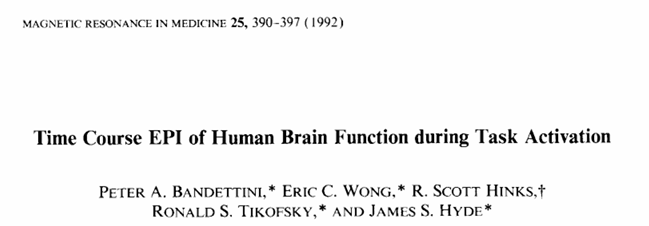 MAGNETIC RESONANCE IN MEDICINE 25, 390-397 (1992)
Time Course EPI of Human Brain Function during Task Activation
PETER A. BANDETTINI,* ERIC C. WONG,* R. SCOTT HINKS,†
RONALD S. TIKOFSKY,* AND JAMES S. HYDE*